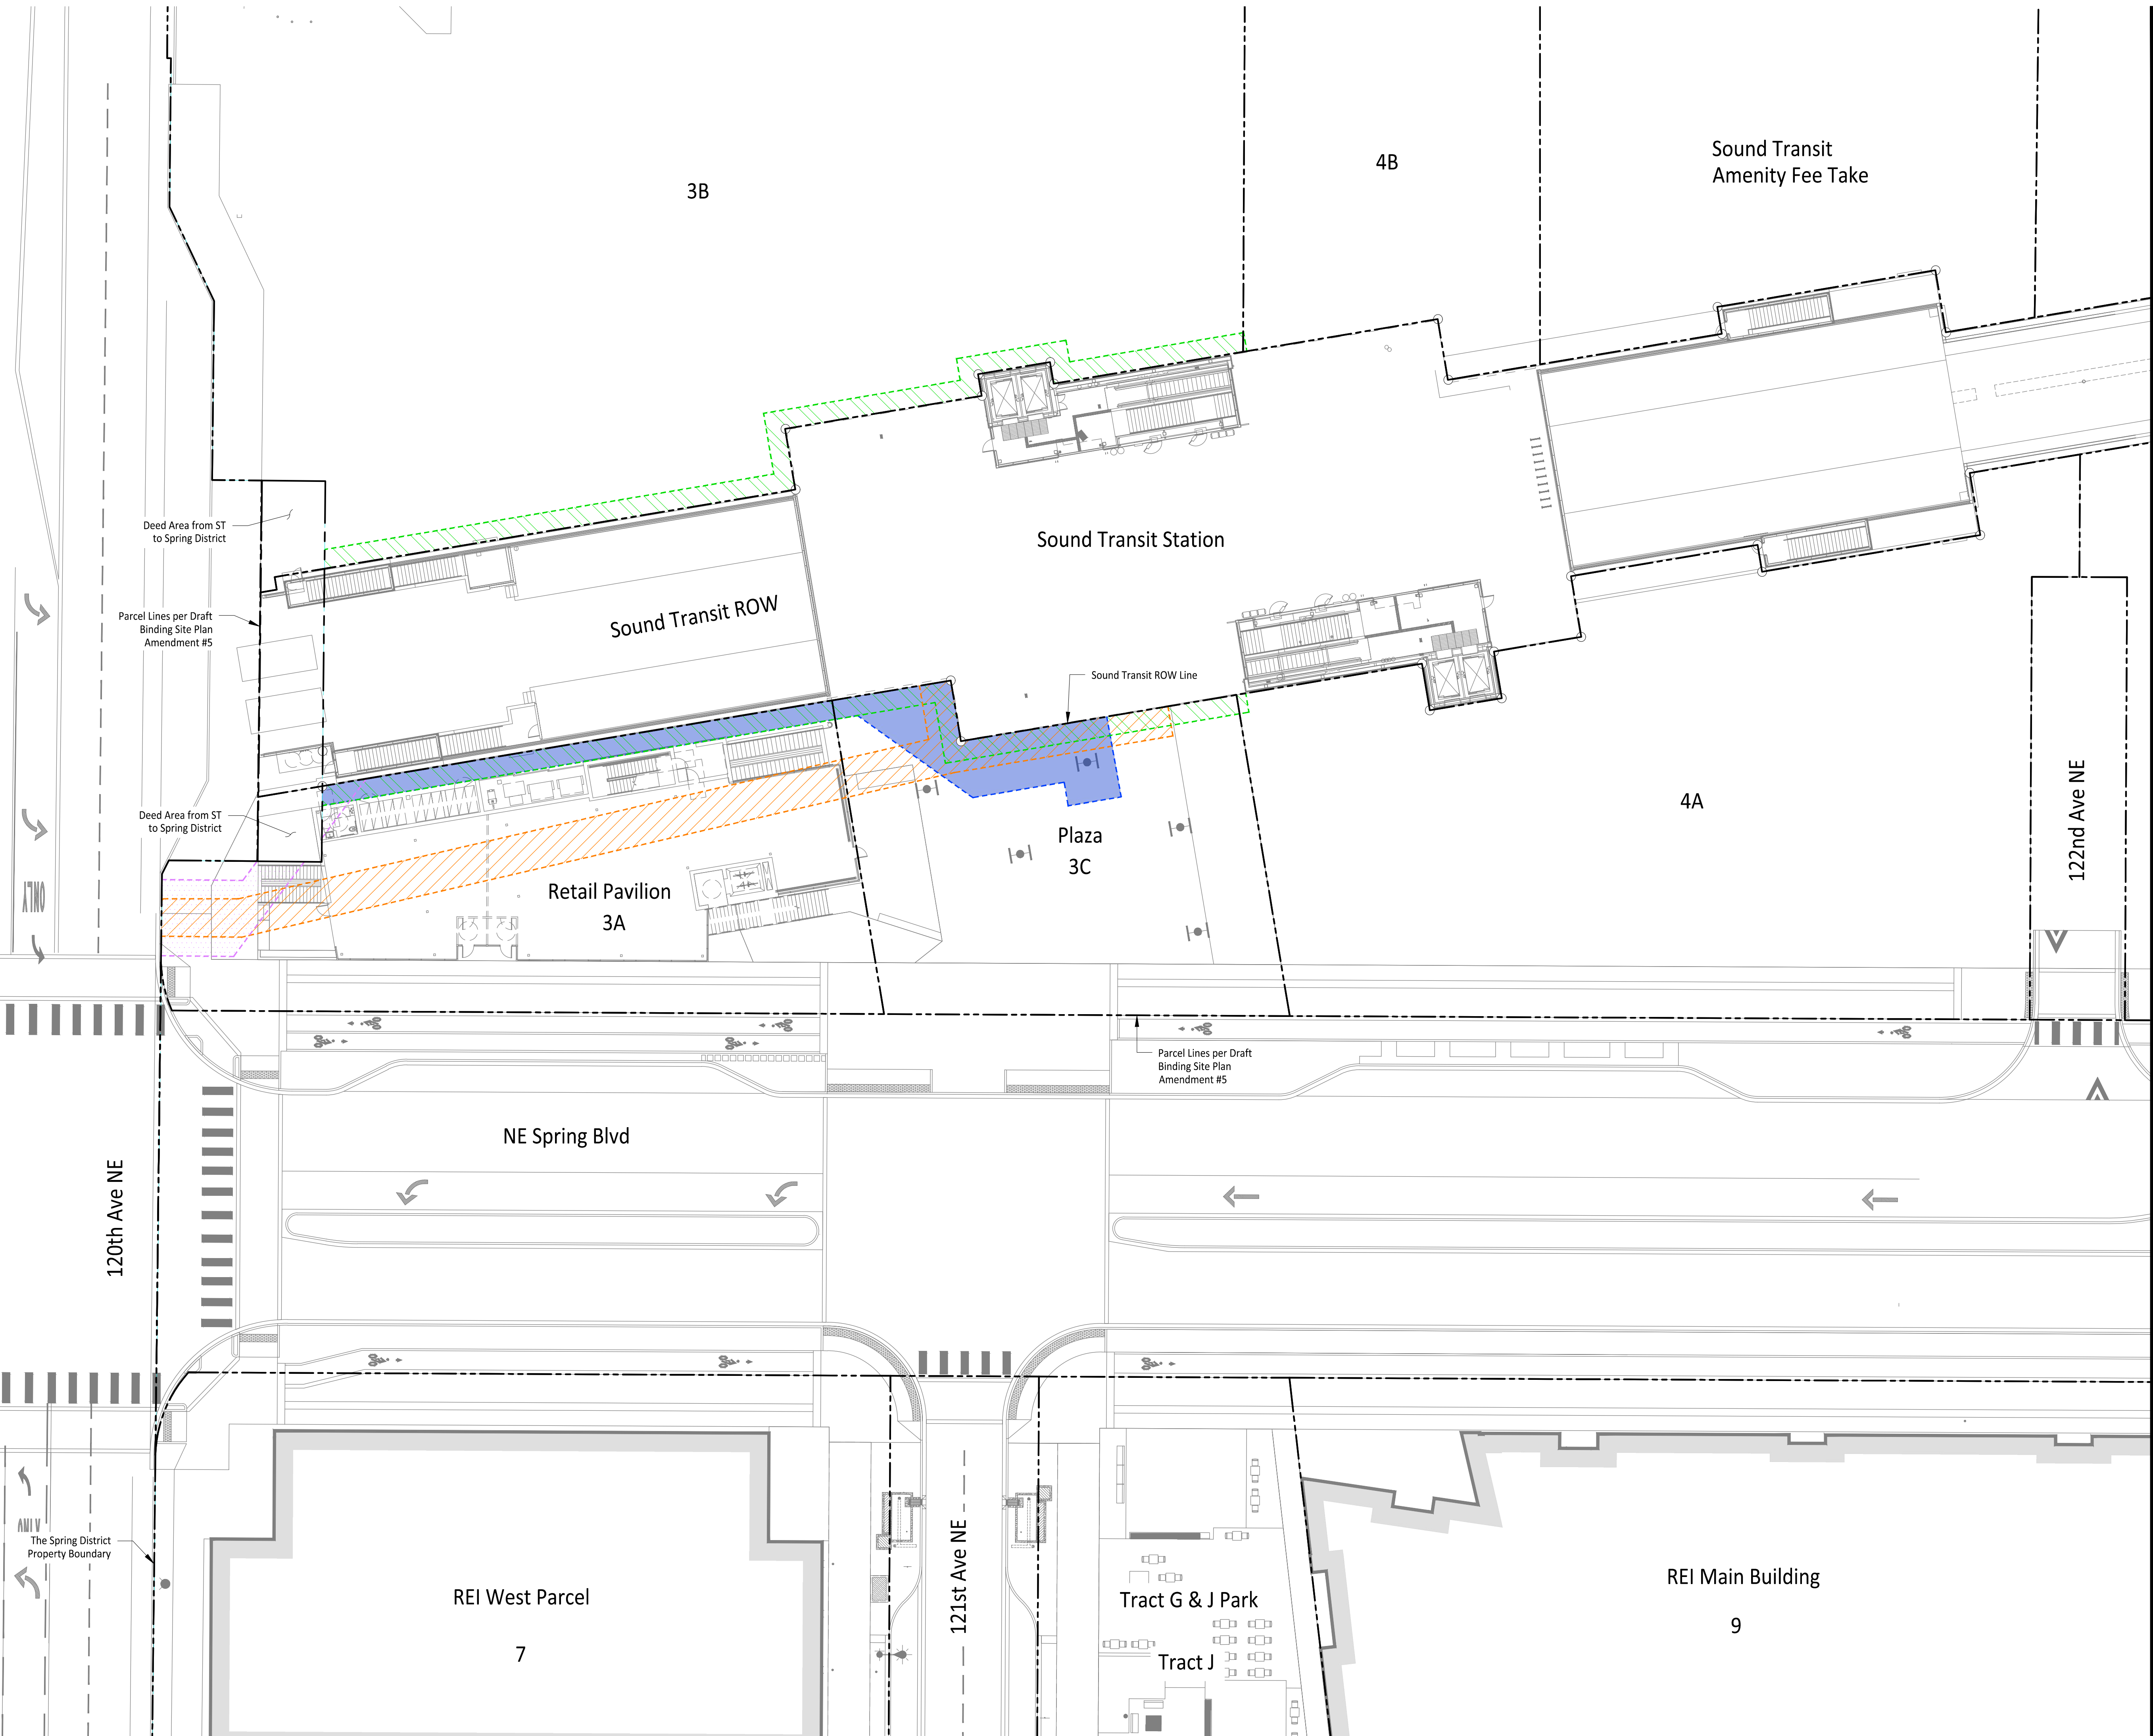 3B
4B
Sound Transit
Amenity Fee Take
Deed Area from ST
to Spring District
Sound Transit Station
Parcel Lines per Draft
Binding Site Plan
Amendment #5
Sound Transit ROW
Sound Transit ROW Line
Deed Area from ST
to Spring District
4A
122nd Ave NE
Plaza
3C
Retail Pavilion
3A
ONLY
Parcel Lines per Draft
Binding Site Plan
Amendment #5
NE Spring Blvd
120th Ave NE
ONLY
The Spring District
Property Boundary
REI West Parcel
7
121st Ave NE
Tract G & J Park
Tract J
REI Main Building
9